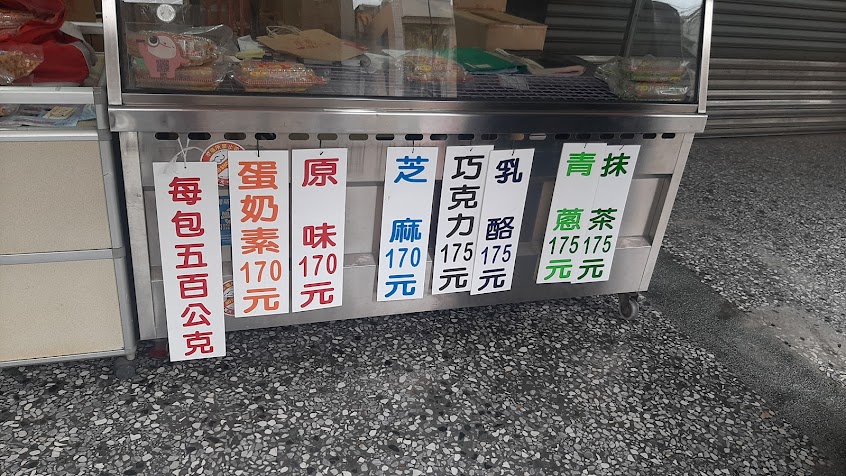 每包五百公克
蛋奶素170元
原味170元
芝麻170元
巧克力175元
乳酪175元
青蔥175元
抹茶175元